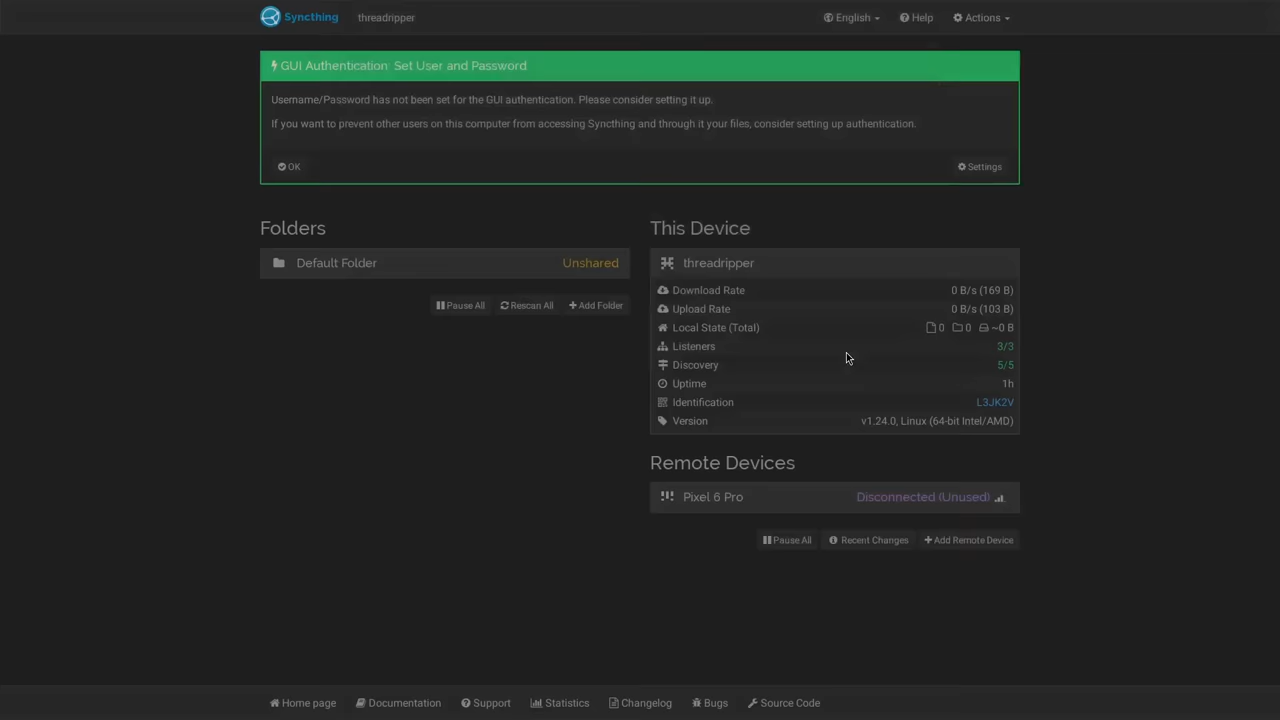 Syncthing threadripper English Help Actions
GUI Authentication: Set User and Password
Username/Password has not been set for the GUI authentication. Please consider setting it up.
If you want to prevent other users on this computer from accessing Syncthing and through it your files, consider setting up authentication.
OK Settings
Folders
Default Folder Unshared
Pause All Rescan All Add Folder
This Device
threadripper
Download Rate 0 B/s (169 B)
Upload Rate 0 B/s (103 B)
Local State (Total) 0 0 ~0 B
Listeners 3/3
Discovery 5/5
Uptime 1h
Identification L3JK2V
Version v1.24.0, Linux (64-bit Intel/AMD)
Remote Devices
Pixel 6 Pro Disconnected (Unused)
Pause All Recent Changes Add Remote Device
Home page Documentation Support Statistics Changelog Bugs Source Code